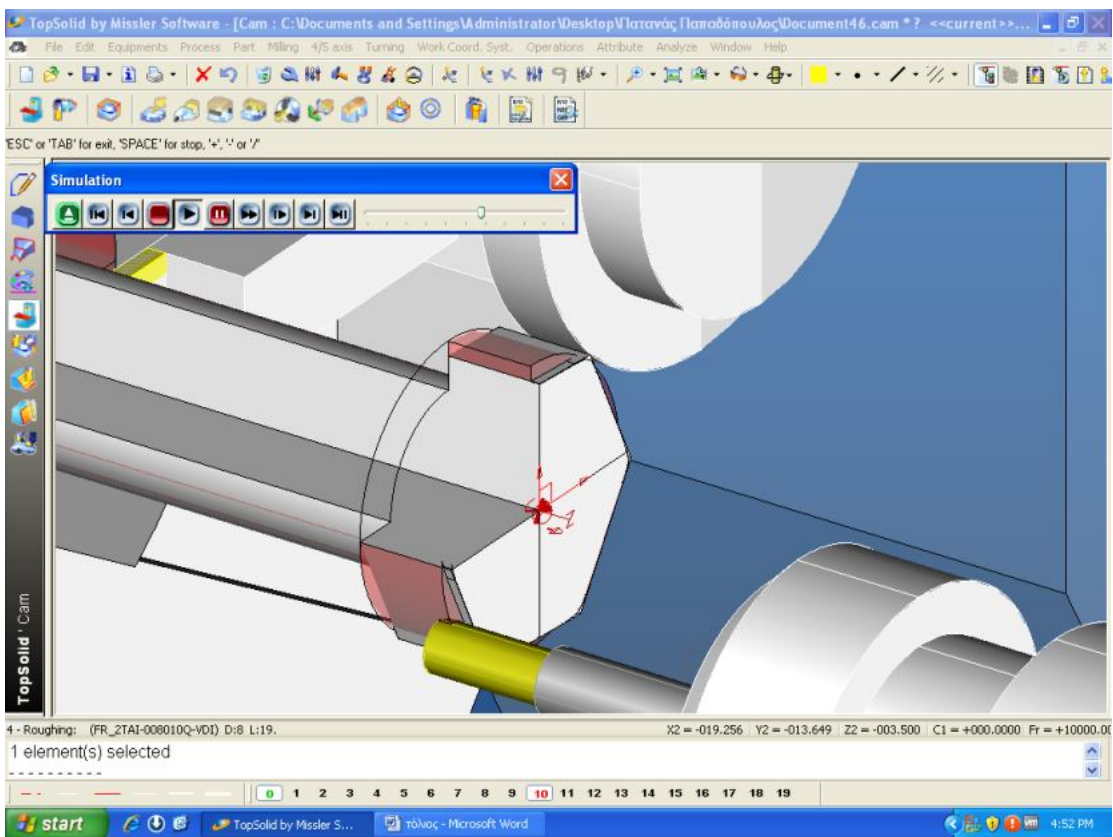 TopSolid by Missler Software - [Cam : C:\Documents and Settings\Administrator\Desktop\Πατανάς Παπαδόπουλος\Document46.cam * ?  <<current>>...
File Edit Equipments Process Part Milling 4/5 axis Turning Work Coord. Syst. Operations Attribute Analyze Window Help
'ESC' or 'TAB' for exit, 'SPACE' for stop, '+', '-' or '/'
Simulation
TopSolid'Cam
4 - Roughing: (FR_2TAI-008010Q-VDI) D:8 L:19.
X2 = -019.256 Y2 = -013.649 Z2 = -003.500 C1 = +000.0000 Fr = +10000.00
1 element(s) selected
- - - - - - - - - -
0 1 2 3 4 5 6 7 8 9 10 11 12 13 14 15 16 17 18 19
start TopSolid by Missler S... τόλιος - Microsoft Word 4:52 PM